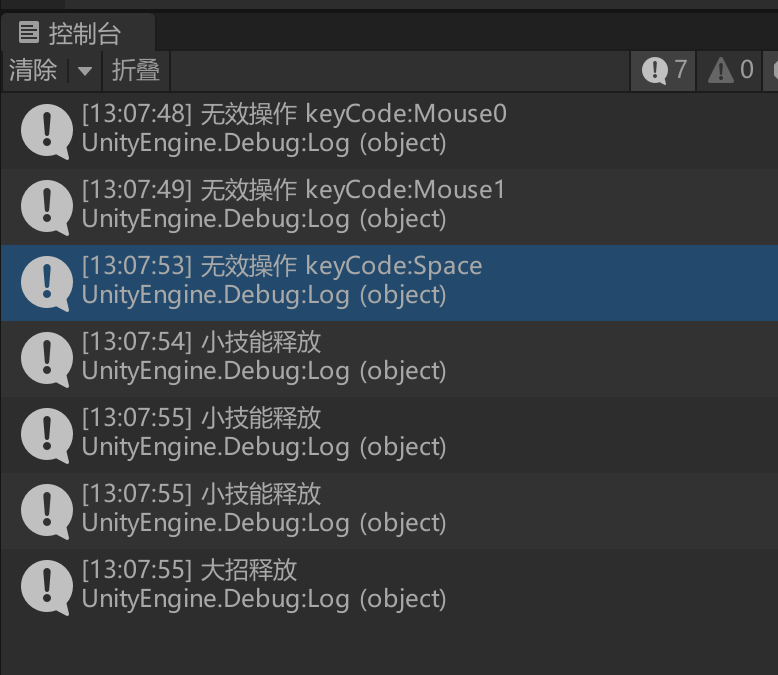 控制台
清除 折叠 7 0
[13:07:48] 无效操作 keyCode:Mouse0
UnityEngine.Debug:Log (object)
[13:07:49] 无效操作 keyCode:Mouse1
UnityEngine.Debug:Log (object)
[13:07:53] 无效操作 keyCode:Space
UnityEngine.Debug:Log (object)
[13:07:54] 小技能释放
UnityEngine.Debug:Log (object)
[13:07:55] 小技能释放
UnityEngine.Debug:Log (object)
[13:07:55] 小技能释放
UnityEngine.Debug:Log (object)
[13:07:55] 大招释放
UnityEngine.Debug:Log (object)